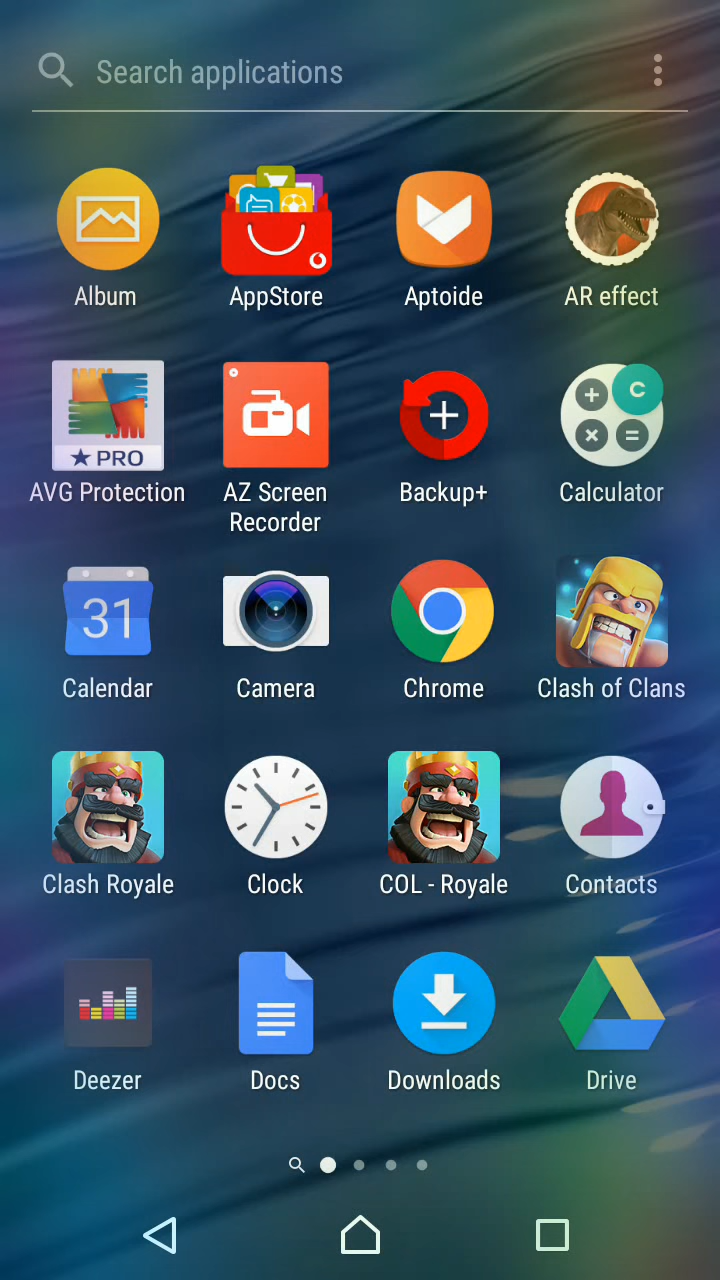 Search applications
Album
AppStore
Aptoide
AR effect
PRO
AVG Protection
AZ Screen
Recorder
Backup+
C
+
×
=
Calculator
31
Calendar
Camera
Chrome
Clash of Clans
Clash Royale
Clock
COL - Royale
Contacts
Deezer
Docs
Downloads
Drive